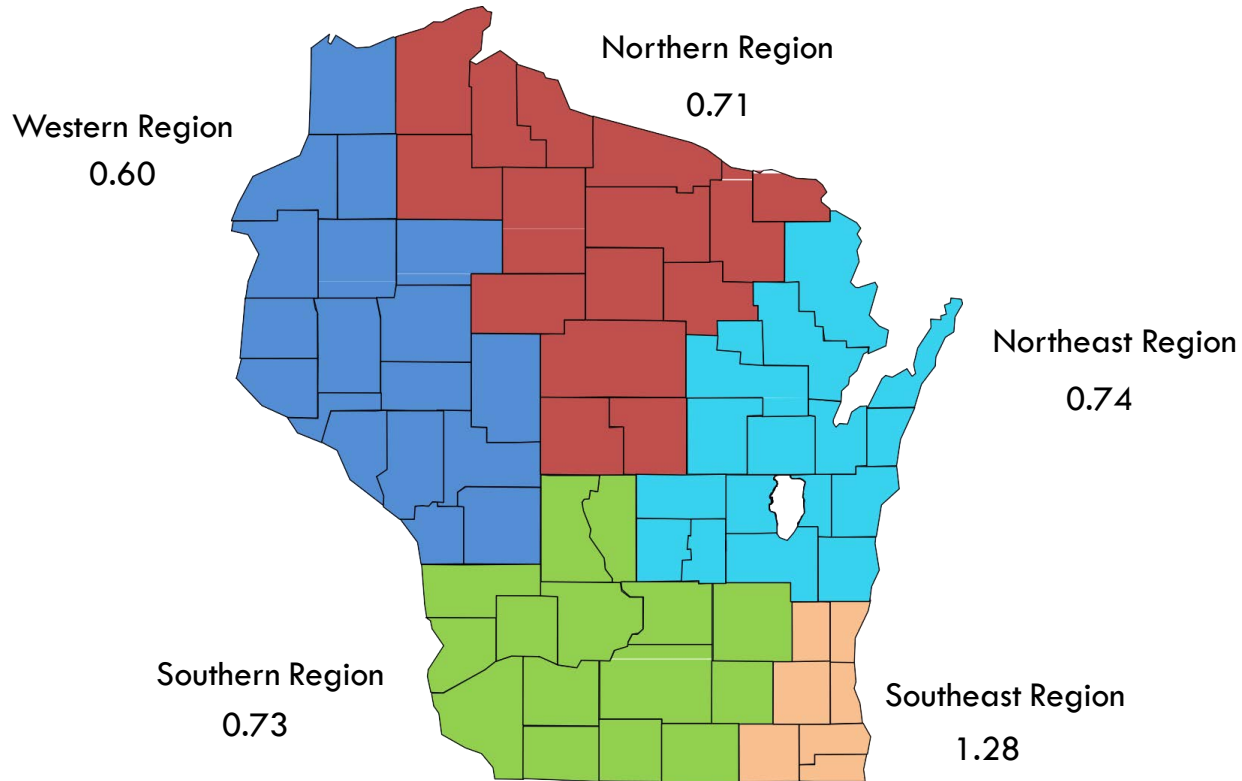 Northern Region
0.71
Western Region
0.60
Northeast Region
0.74
Southern Region
0.73
Southeast Region
1.28